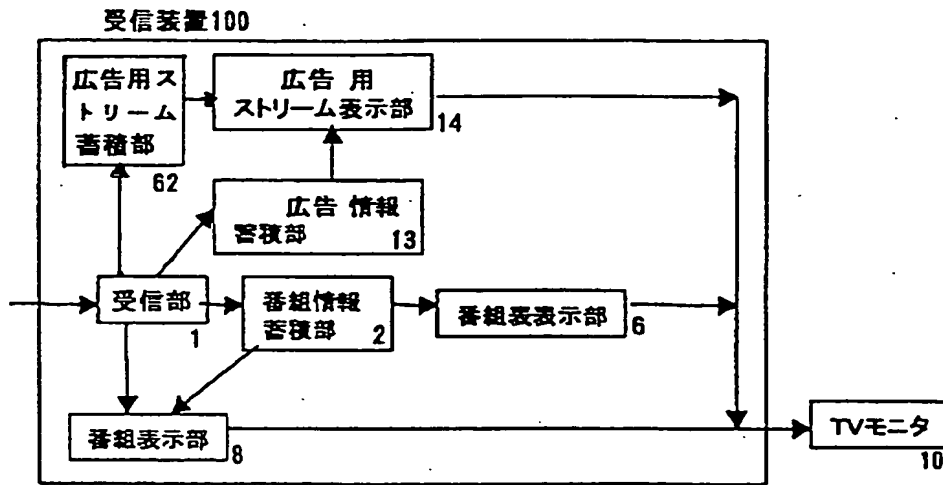 受信装置100
広告用ス
トリーム
蓄積部
62
広告 用
ストリーム表示部
14
広告 情報
蓄積部
13
受信部
1
番組情報
蓄積部
2
番組表表示部
6
番組表示部
8
TVモニタ
10